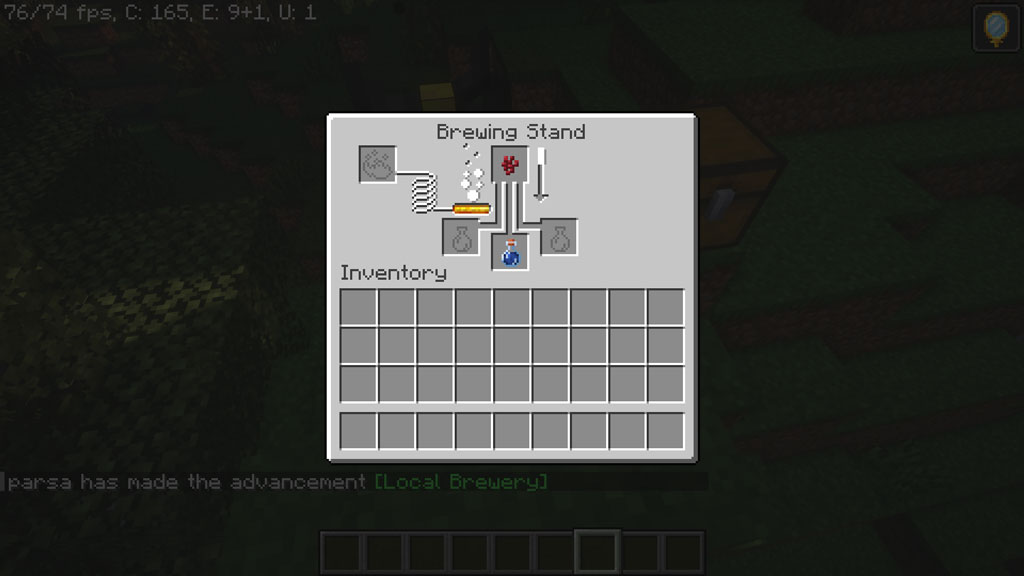 76/74 fps, C: 165, E: 9+1, U: 1
Brewing Stand
Inventory
parsa has made the advancement [Local Brewery]